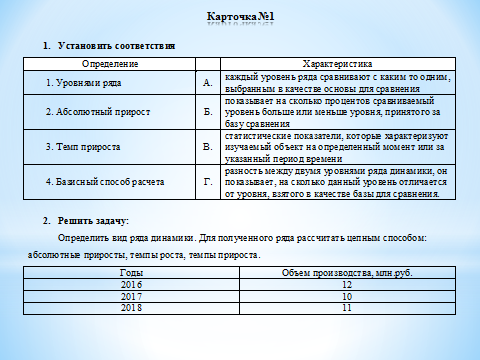 Карточка №1
1. Установить соответствия
Определение Характеристика
1. Уровнями ряда А. каждый уровень ряда сравнивают с каким то одним,
выбранным в качестве основы для сравнения
2. Абсолютный прирост Б. показывает на сколько процентов сравниваемый
уровень больше или меньше уровня, принятого за
базу сравнения
3. Темп прироста В. статистические показатели, которые характеризуют
изучаемый объект на определенный момент или за
указанный период времени
4. Базисный способ расчета Г. разность между двумя уровнями ряда динамики, он
показывает, на сколько данный уровень отличается
от уровня, взятого в качестве базы для сравнения.
2. Решить задачу:
Определить вид ряда динамики. Для полученного ряда рассчитать цепным способом:
абсолютные приросты, темпы роста, темпы прироста.
Годы Объем производства, млн.руб.
2016 12
2017 10
2018 11